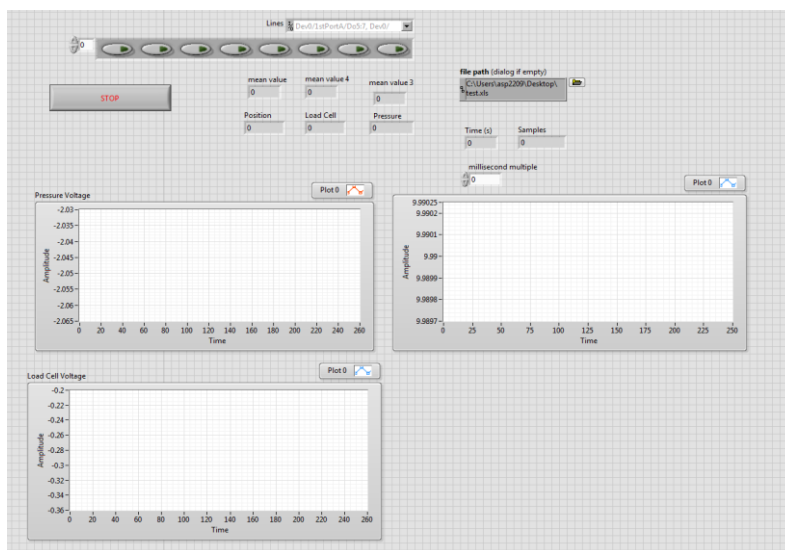 Lines
Dev0/1stPortA/Do5:7, Dev0/
0
STOP
mean value
mean value 4
mean value 3
0
0
0
Position
Load Cell
Pressure
0
0
0
file path (dialog if empty)
C:\Users\asp2209\Desktop\
test.xls
Time (s)
Samples
0
0
millisecond multiple
0
Pressure Voltage
Plot 0
-2.03
-2.035
-2.04
-2.045
-2.05
-2.055
-2.06
-2.065
Amplitude
0 20 40 60 80 100 120 140 160 180 200 220 240 260
Time
Plot 0
9.99025
9.9902
9.9901
9.99
9.9899
9.9898
9.9897
Amplitude
0 25 50 75 100 125 150 175 200 225 250
Time
Load Cell Voltage
Plot 0
-0.2
-0.22
-0.24
-0.26
-0.28
-0.3
-0.32
-0.34
-0.36
Amplitude
0 20 40 60 80 100 120 140 160 180 200 220 240 260
Time